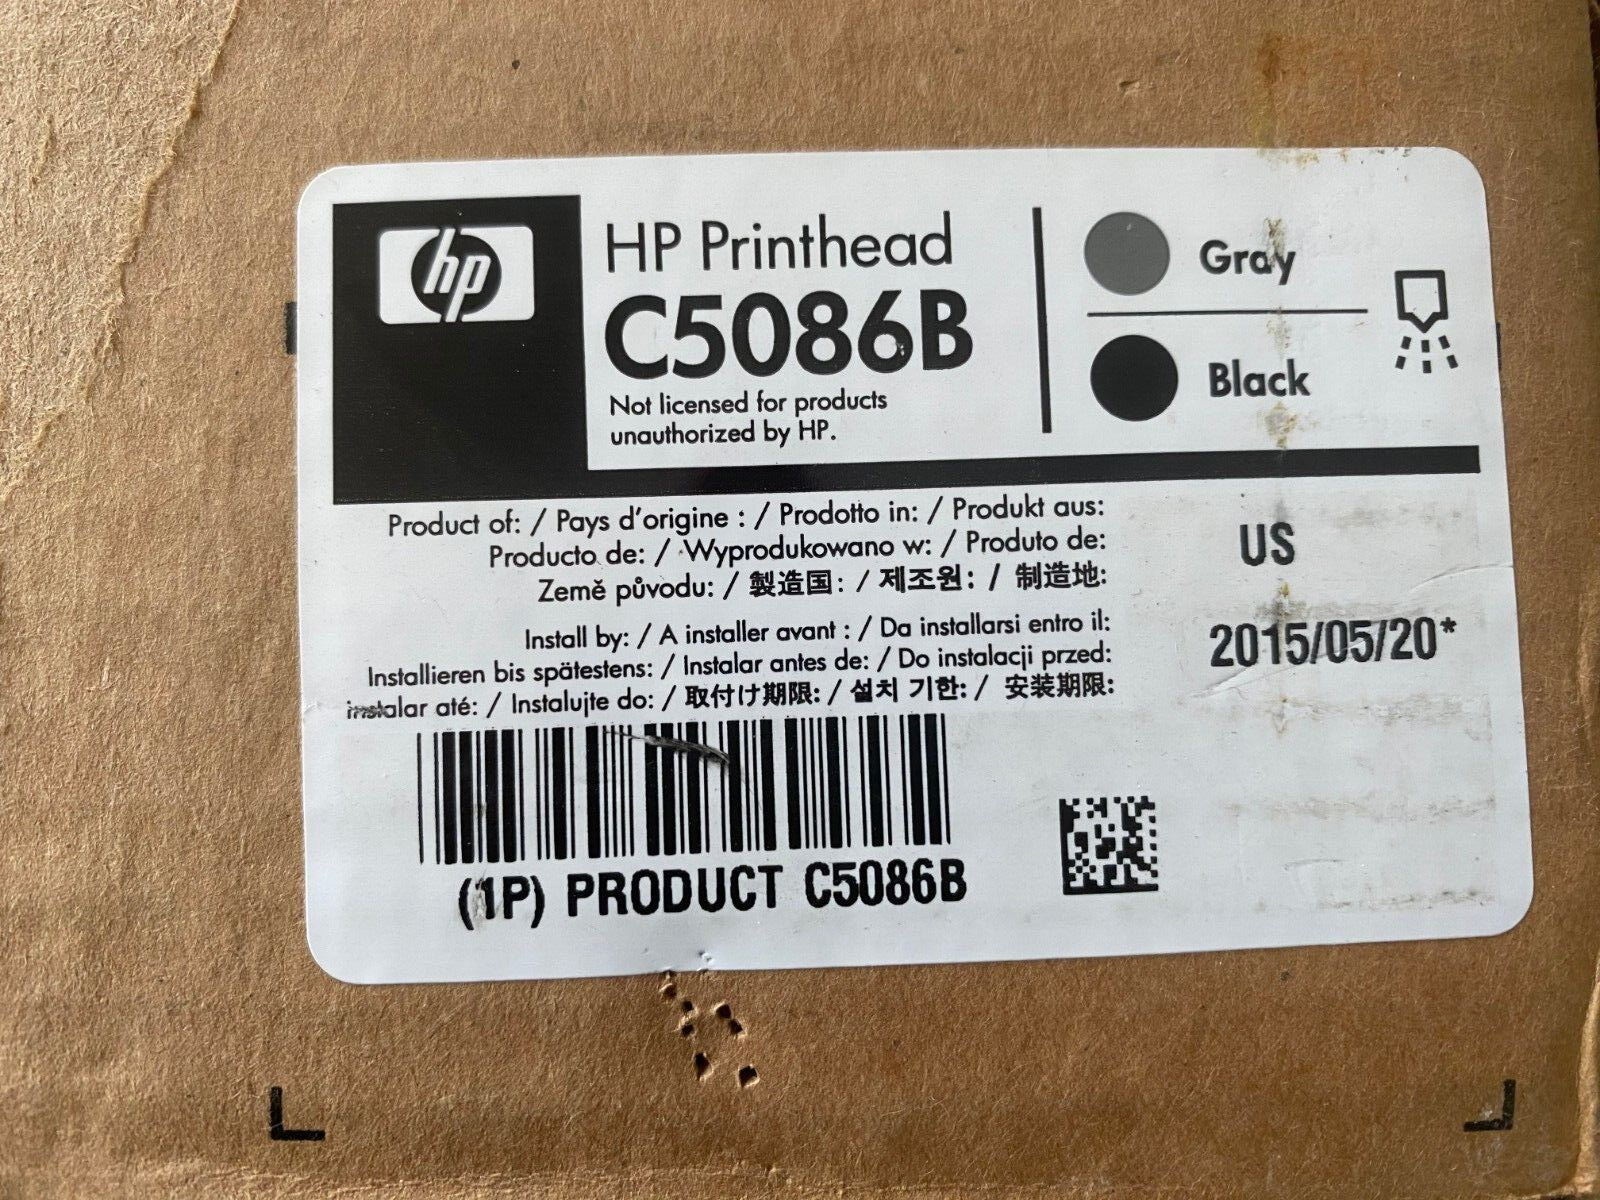 hp
HP Printhead
C5086B
Not licensed for products
unauthorized by HP.
Gray
Black
Product of: / Pays d'origine : / Prodotto in: / Produkt aus:
Producto de: / Wyprodukowano w: / Produto de:
Země původu: / 製造国: / 제조원: / 制造地:
US
Install by: / A installer avant : / Da installarsi entro il:
Installieren bis spätestens: / Instalar antes de: / Do instalacji przed:
instalar até: / Instalujte do: / 取付け期限: / 설치 기한: / 安装期限:
2015/05/20*
(1P) PRODUCT C5086B